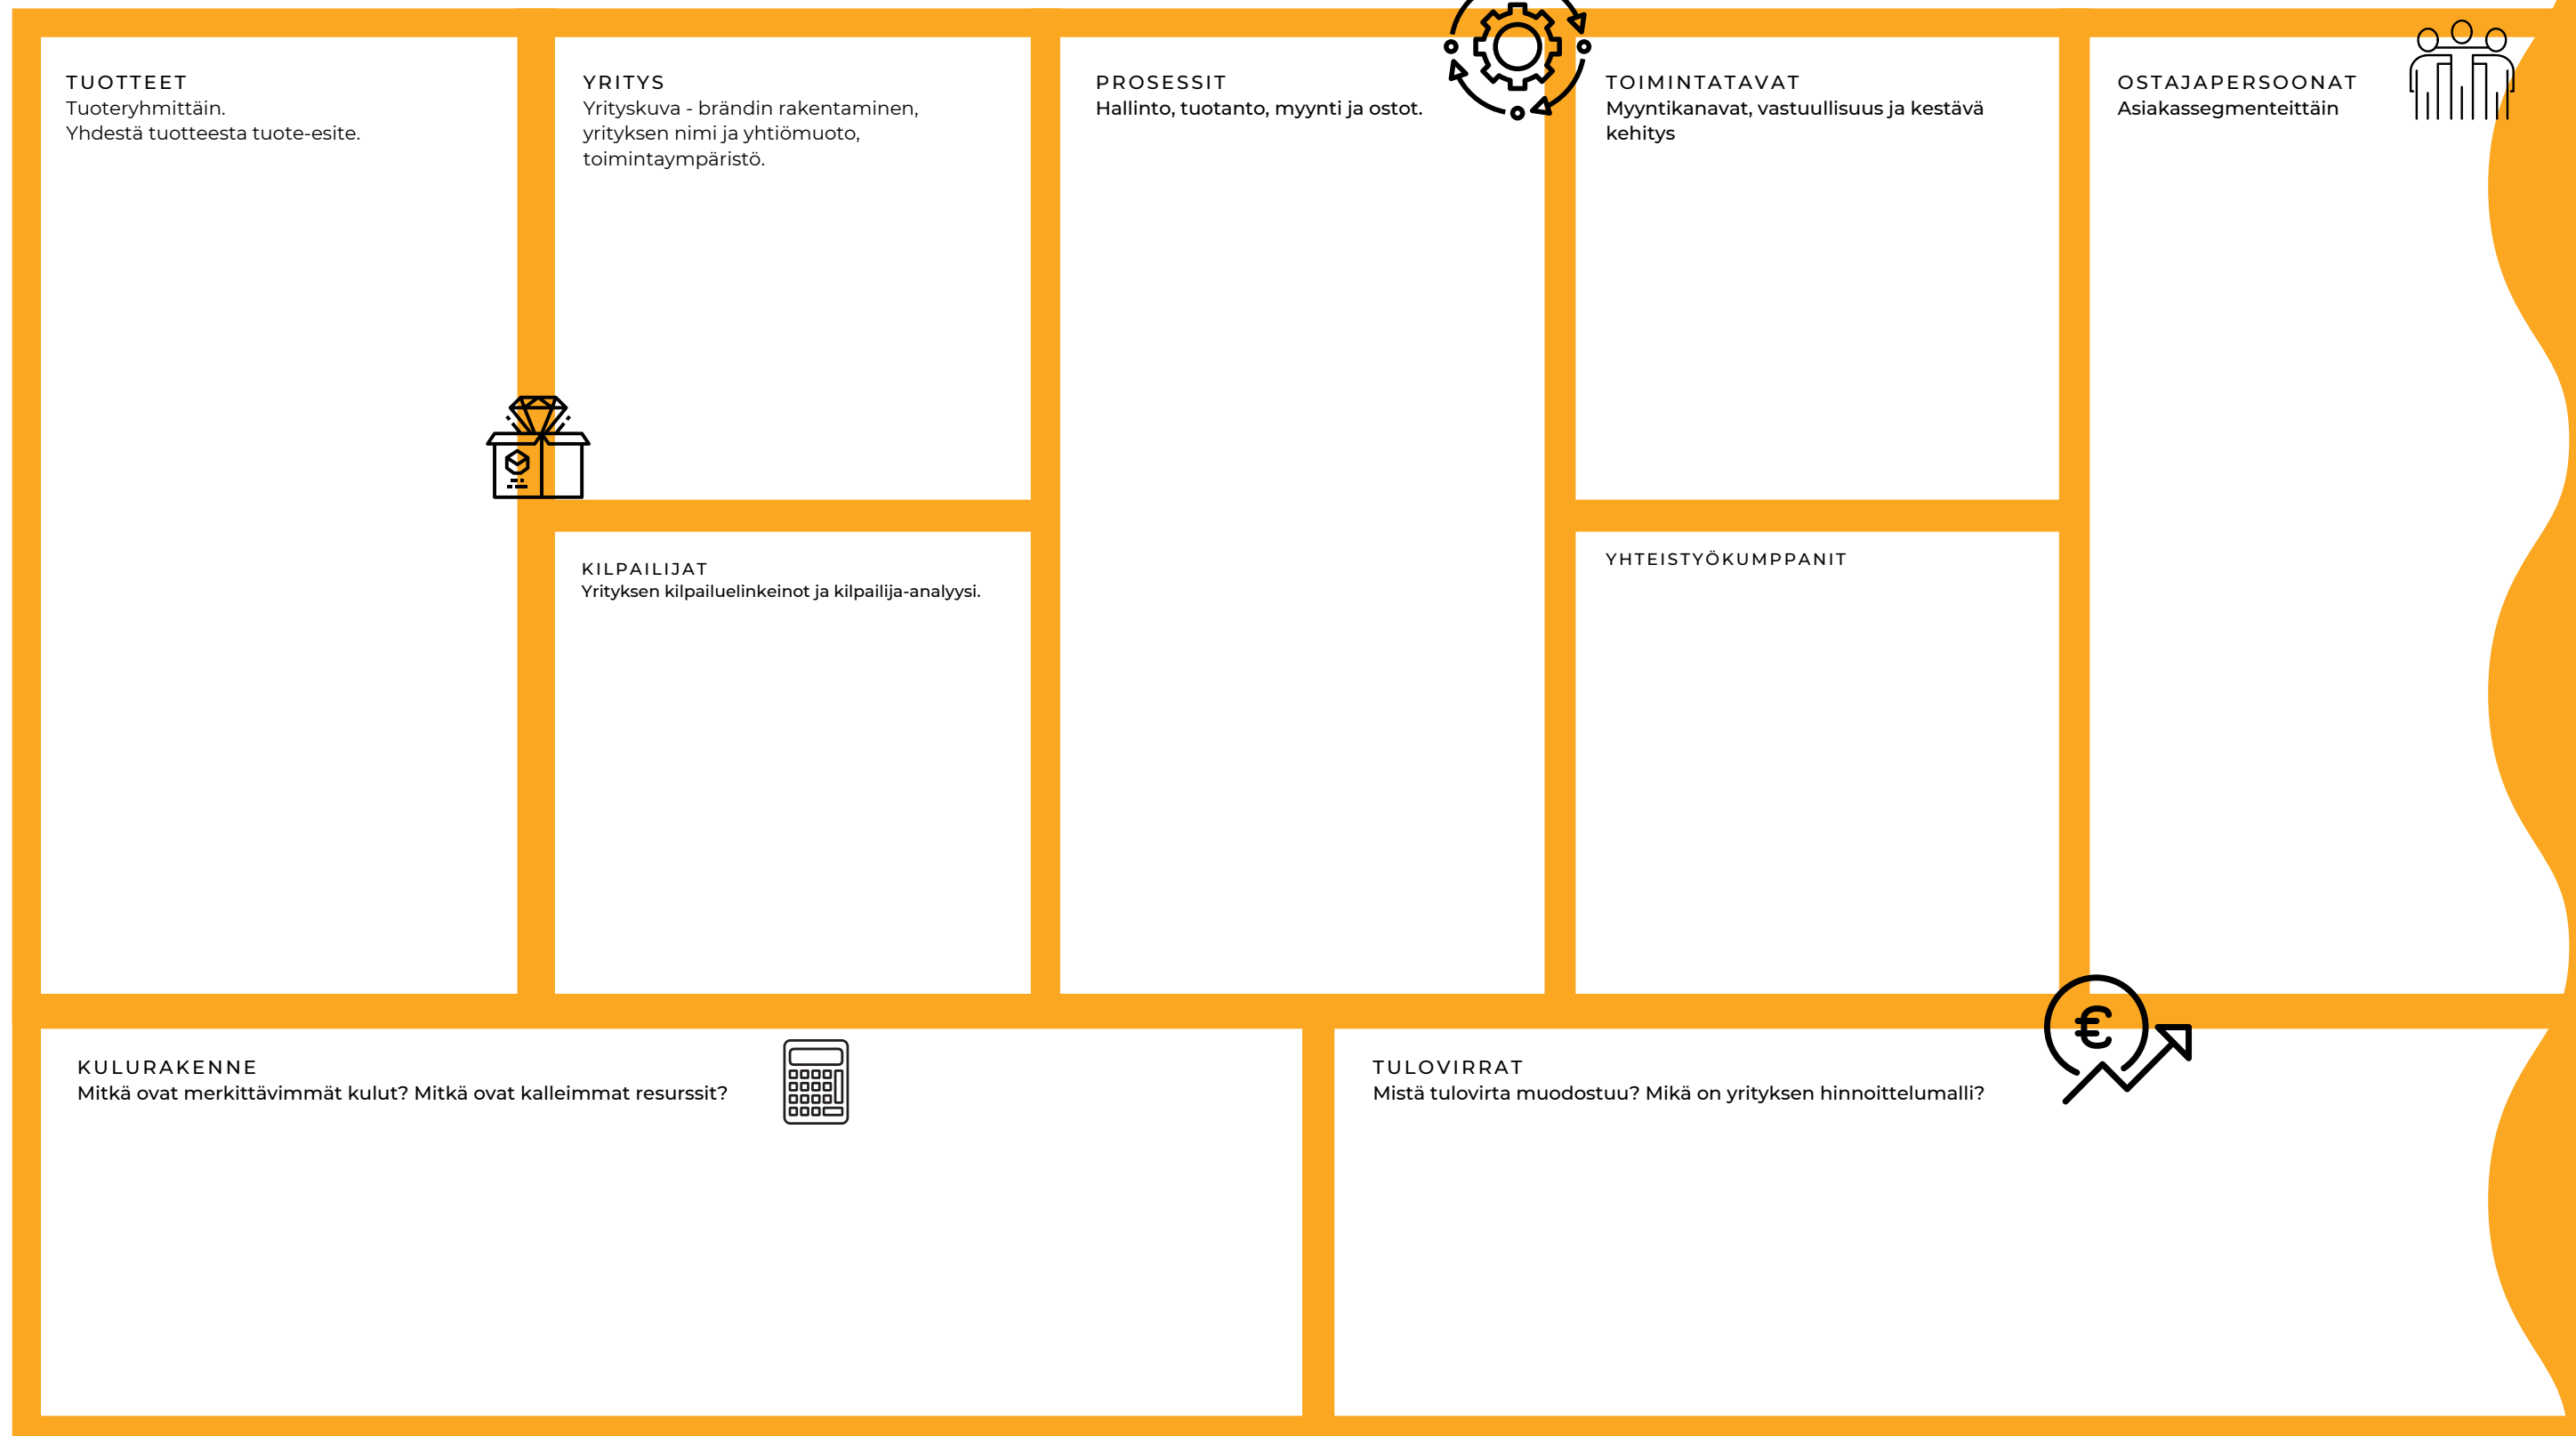 TUOTTEET
Tuoteryhmittäin.
Yhdestä tuotteesta tuote-esite.
YRITYS
Yrityskuva - brändin rakentaminen,
yrityksen nimi ja yhtiömuoto,
toimintaympäristö.
KILPAILIJAT
Yrityksen kilpailuelinkeinot ja kilpailija-analyysi.
PROSESSIT
Hallinto, tuotanto, myynti ja ostot.
TOIMINTATAVAT
Myyntikanavat, vastuullisuus ja kestävä
kehitys
YHTEISTYÖKUMPPANIT
OSTAJAPERSOONAT
Asiakassegmenteittäin
KULURAKENNE
Mitkä ovat merkittävimmät kulut? Mitkä ovat kalleimmat resurssit?
TULOVIRRAT
Mistä tulovirta muodostuu? Mikä on yrityksen hinnoittelumalli?
€